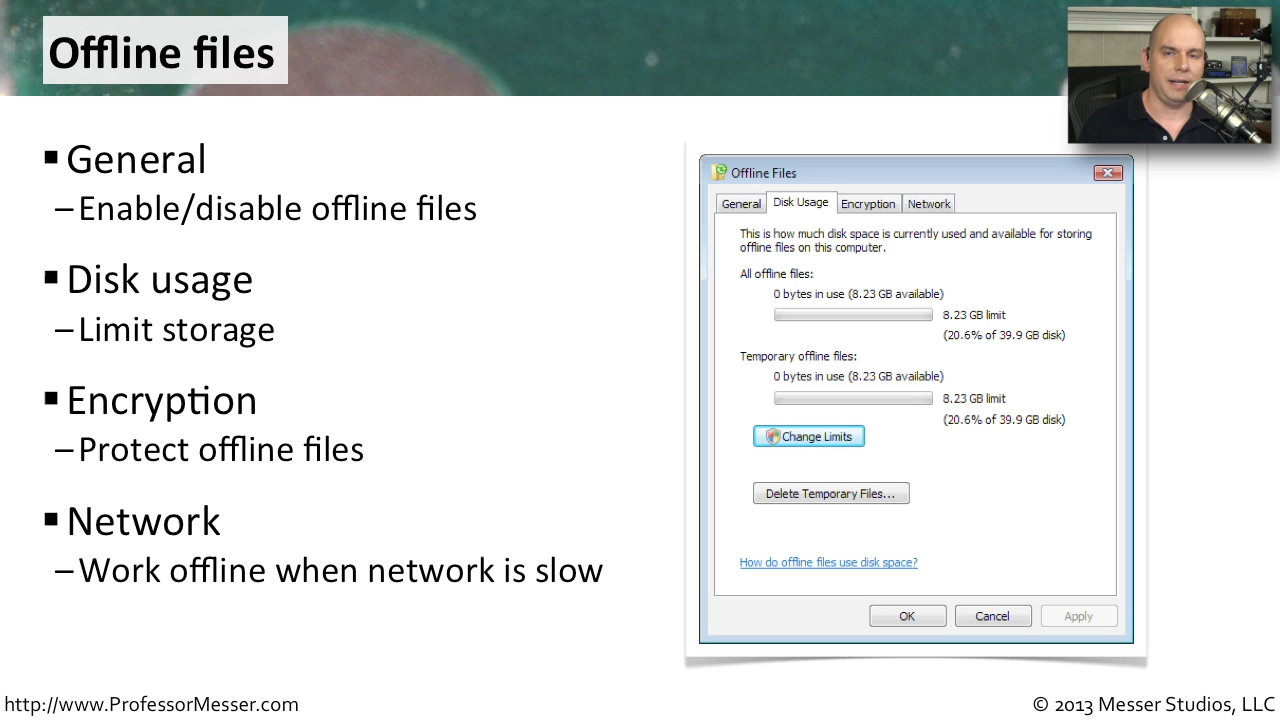 Offline files
▪ General
– Enable/disable offline files
▪ Disk usage
– Limit storage
▪ Encryption
– Protect offline files
▪ Network
– Work offline when network is slow
Offline Files
General Disk Usage Encryption Network
This is how much disk space is currently used and available for storing
offline files on this computer.
All offline files:
0 bytes in use (8.23 GB available)
8.23 GB limit
(20.6% of 39.9 GB disk)
Temporary offline files:
0 bytes in use (8.23 GB available)
8.23 GB limit
(20.6% of 39.9 GB disk)
Change Limits
Delete Temporary Files...
How do offline files use disk space?
OK Cancel Apply
http://www.ProfessorMesser.com
© 2013 Messer Studios, LLC